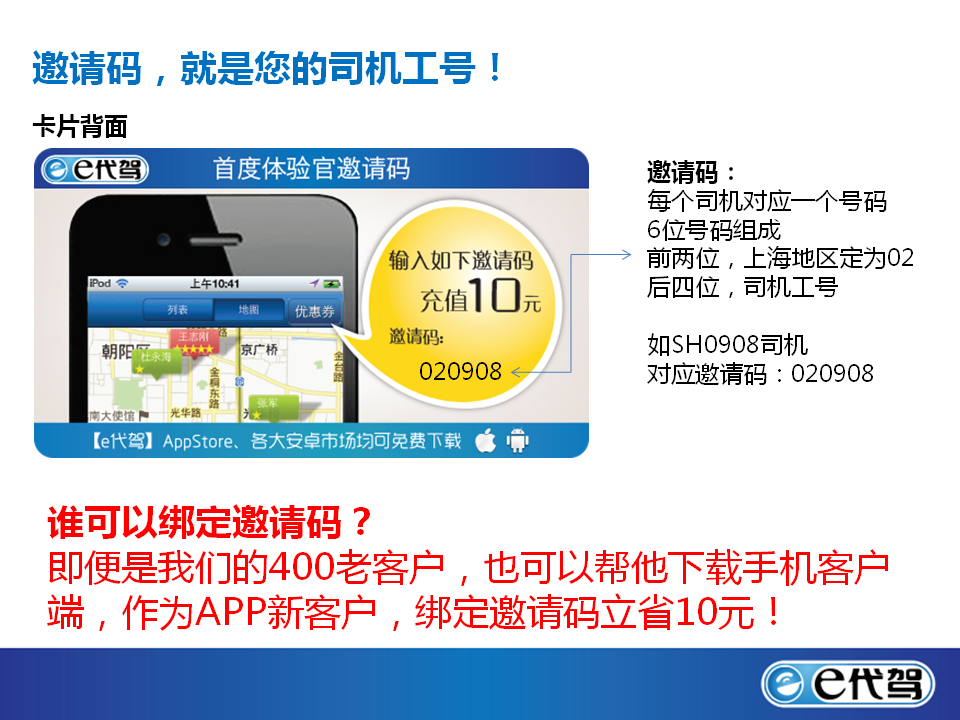 邀请码，就是您的司机工号！
卡片背面
e代驾
首度体验官邀请码
iPod
上午10:41
列表
地图
优惠券
王志刚
杜永海
朝阳区
京广桥
金桐东路
金台路
张军
南大使馆
光华路
光华
输入如下邀请码
充值10元
邀请码:
020908
【e代驾】AppStore、各大安卓市场均可免费下载
邀请码：
每个司机对应一个号码
6位号码组成
前两位，上海地区定为02
后四位，司机工号
如SH0908司机
对应邀请码：020908
谁可以绑定邀请码？
即便是我们的400老客户，也可以帮他下载手机客户
端，作为APP新客户，绑定邀请码立省10元！
e代驾